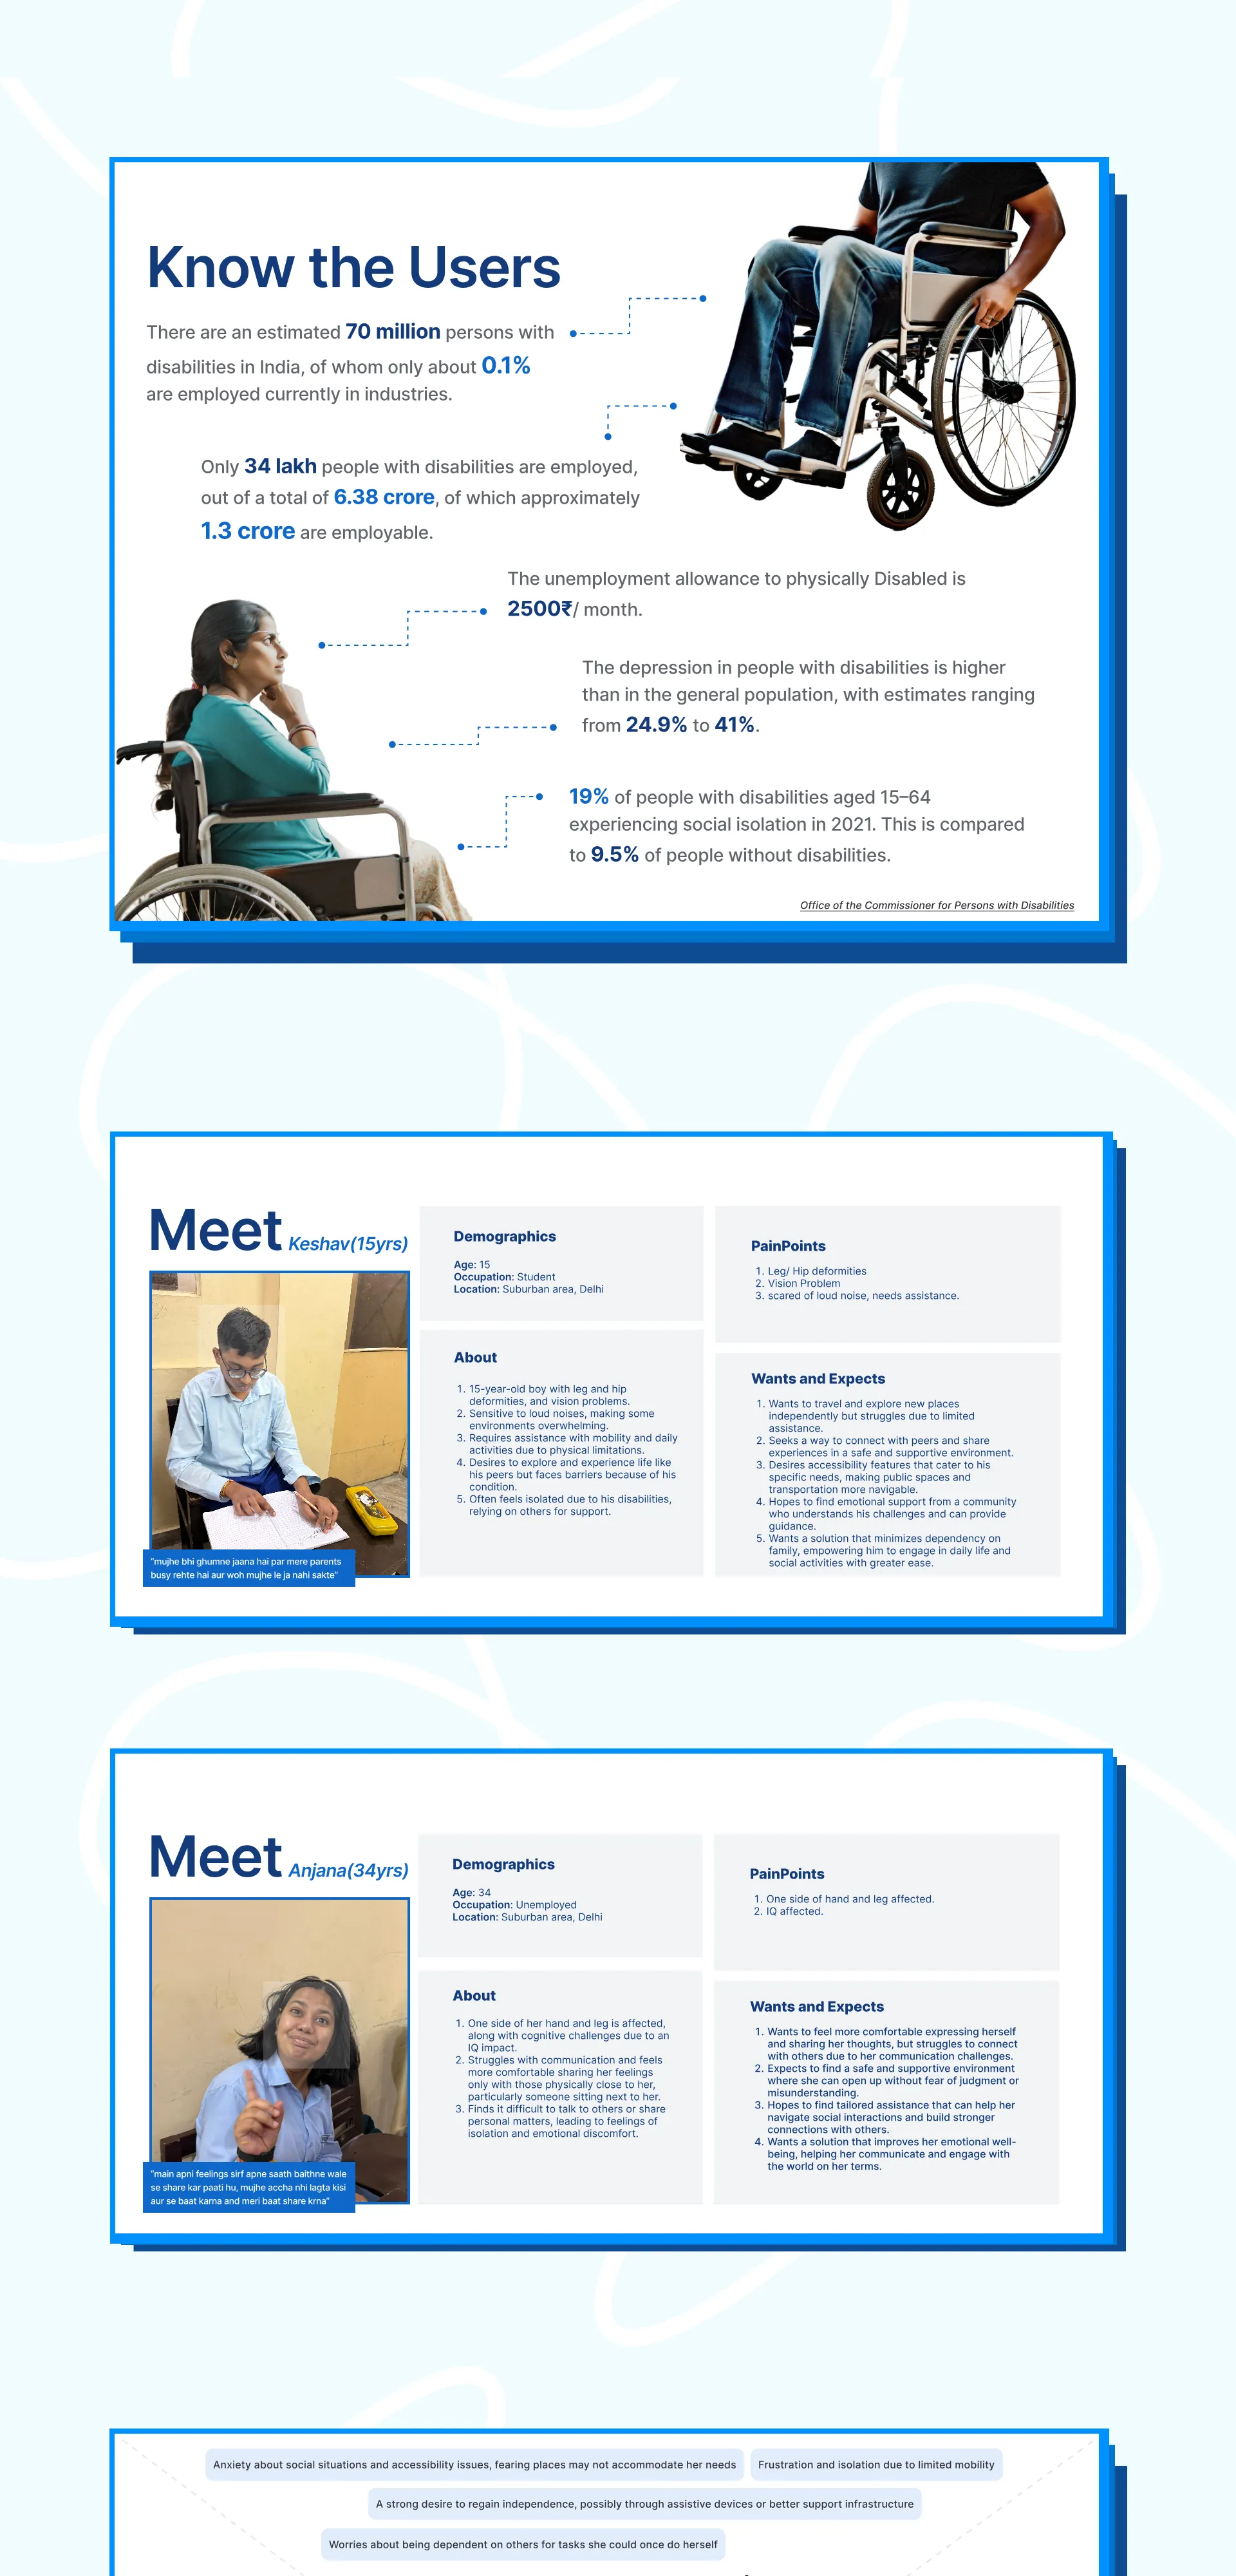 Know the Users
There are an estimated 70 million persons with
disabilities in India, of whom only about 0.1%
are employed currently in industries.
Only 34 lakh people with disabilities are employed,
out of a total of 6.38 crore, of which approximately
1.3 crore are employable.
The unemployment allowance to physically Disabled is
2500₹/ month.
The depression in people with disabilities is higher
than in the general population, with estimates ranging
from 24.9% to 41%.
19% of people with disabilities aged 15–64
experiencing social isolation in 2021. This is compared
to 9.5% of people without disabilities.
Office of the Commissioner for Persons with Disabilities
Meet Keshav(15yrs)
"mujhe bhi ghumne jaana hai par mere parents
busy rehte hai aur woh mujhe le ja nahi sakte"
Demographics
Age: 15
Occupation: Student
Location: Suburban area, Delhi
About
1. 15-year-old boy with leg and hip
deformities, and vision problems.
2. Sensitive to loud noises, making some
environments overwhelming.
3. Requires assistance with mobility and daily
activities due to physical limitations.
4. Desires to explore and experience life like
his peers but faces barriers because of his
condition.
5. Often feels isolated due to his disabilities,
relying on others for support.
PainPoints
1. Leg/ Hip deformities
2. Vision Problem
3. scared of loud noise, needs assistance.
Wants and Expects
1. Wants to travel and explore new places
independently but struggles due to limited
assistance.
2. Seeks a way to connect with peers and share
experiences in a safe and supportive environment.
3. Desires accessibility features that cater to his
specific needs, making public spaces and
transportation more navigable.
4. Hopes to find emotional support from a community
who understands his challenges and can provide
guidance.
5. Wants a solution that minimizes dependency on
family, empowering him to engage in daily life and
social activities with greater ease.
Meet Anjana(34yrs)
"main apni feelings sirf apne saath baithne wale
se share kar paati hu, mujhe accha nhi lagta kisi
aur se baat karna and meri baat share krna"
Demographics
Age: 34
Occupation: Unemployed
Location: Suburban area, Delhi
About
1. One side of her hand and leg is affected,
along with cognitive challenges due to an
IQ impact.
2. Struggles with communication and feels
more comfortable sharing her feelings
only with those physically close to her,
particularly someone sitting next to her.
3. Finds it difficult to talk to others or share
personal matters, leading to feelings of
isolation and emotional discomfort.
PainPoints
1. One side of hand and leg affected.
2. IQ affected.
Wants and Expects
1. Wants to feel more comfortable expressing herself
and sharing her thoughts, but struggles to connect
with others due to her communication challenges.
2. Expects to find a safe and supportive environment
where she can open up without fear of judgment or
misunderstanding.
3. Hopes to find tailored assistance that can help her
navigate social interactions and build stronger
connections with others.
4. Wants a solution that improves her emotional well-
being, helping her communicate and engage with
the world on her terms.
Anxiety about social situations and accessibility issues, fearing places may not accommodate her needs
Frustration and isolation due to limited mobility
A strong desire to regain independence, possibly through assistive devices or better support infrastructure
Worries about being dependent on others for tasks she could once do herself